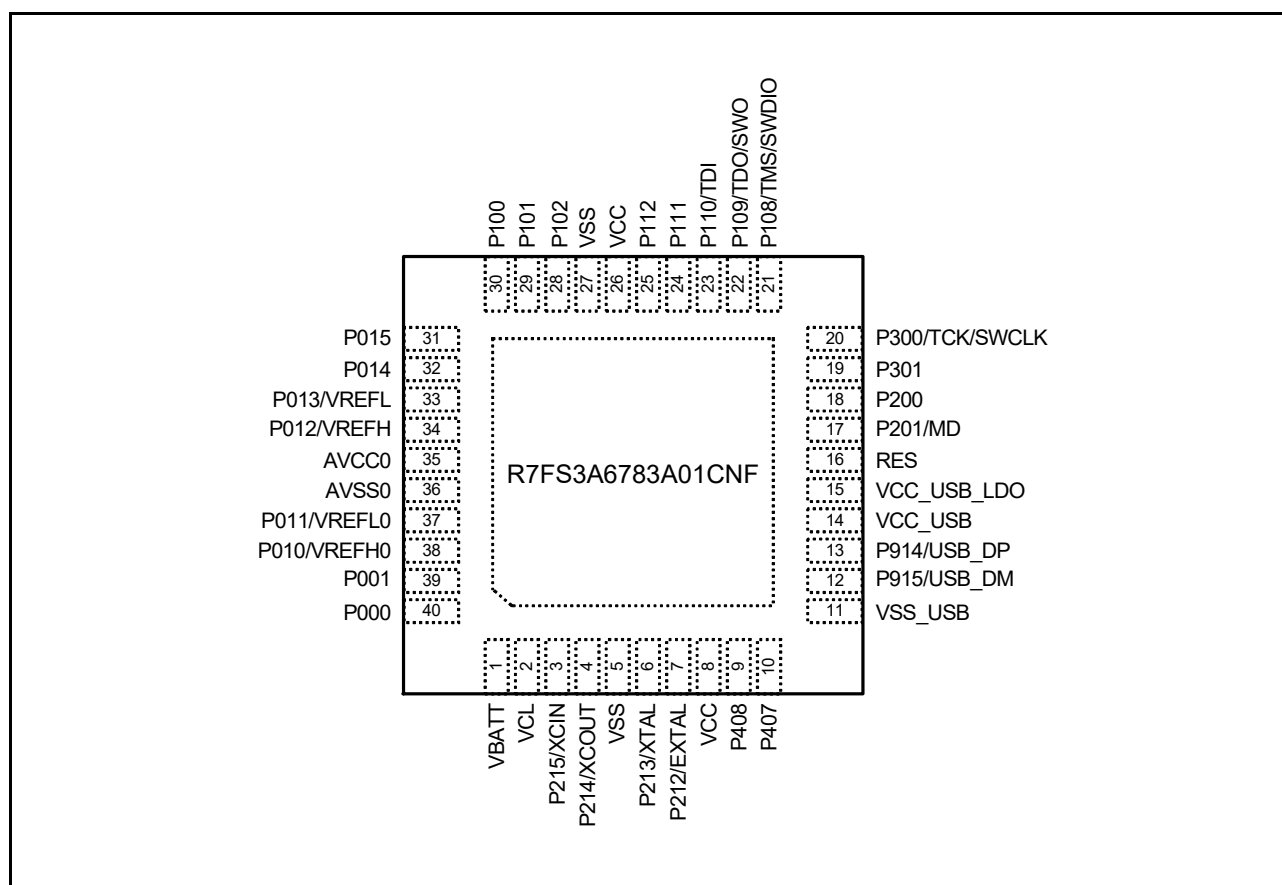 P100
P101
P102
VSS
VCC
P112
P111
P110/TDI
P109/TDO/SWO
P108/TMS/SWDIO
30
29
28
27
26
25
24
23
22
21
P015 31
P014 32
P013/VREFL 33
P012/VREFH 34
AVCC0 35
AVSS0 36
P011/VREFL0 37
P010/VREFH0 38
P001 39
P000 40
R7FS3A6783A01CNF
20 P300/TCK/SWCLK
19 P301
18 P200
17 P201/MD
16 RES
15 VCC_USB_LDO
14 VCC_USB
13 P914/USB_DP
12 P915/USB_DM
11 VSS_USB
1
2
3
4
5
6
7
8
9
10
VBATT
VCL
P215/XCIN
P214/XCOUT
VSS
P213/XTAL
P212/EXTAL
VCC
P408
P407